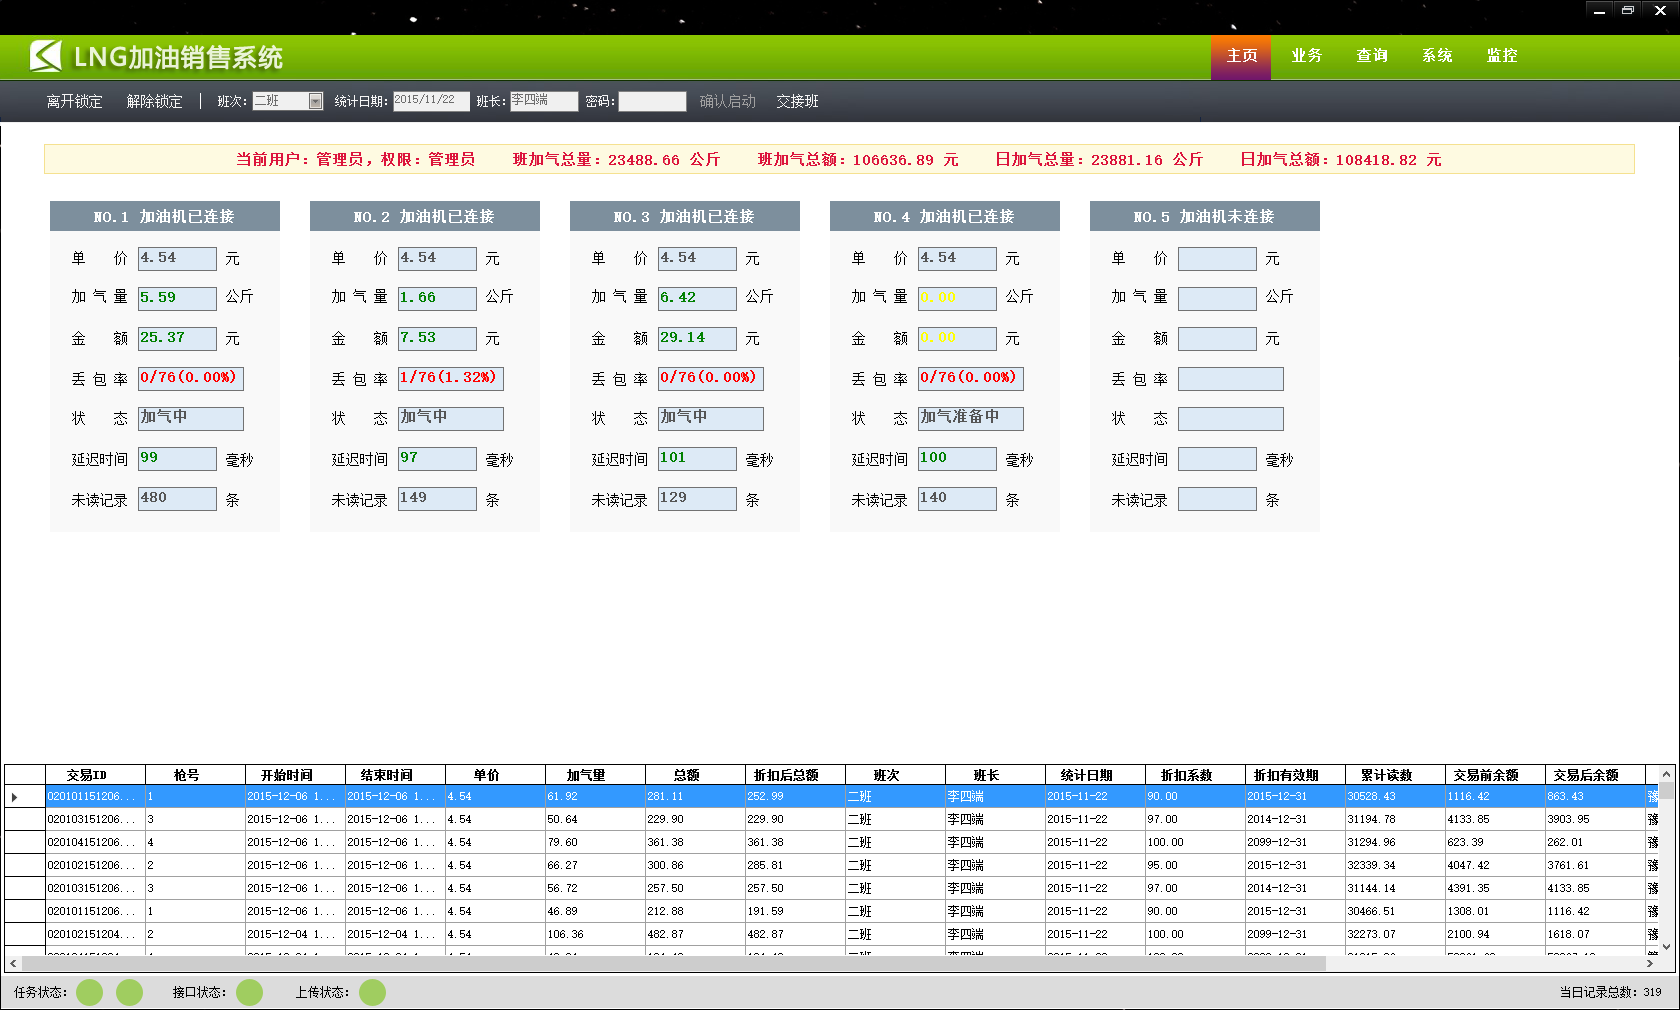 LNG加油销售系统
主页 业务 查询 系统 监控
离开锁定 解除锁定 | 班次: 二班 统计日期: 2015/11/22 班长: 李四端 密码: 确认启动 交接班
当前用户: 管理员, 权限: 管理员 班加气总量: 23488.66 公斤 班加气总额: 106636.89 元 日加气总量: 23881.16 公斤 日加气总额: 108418.82 元
NO.1 加油机已连接
单 价 4.54 元
加 气 量 5.59 公斤
金 额 25.37 元
丢 包 率 0/76(0.00%)
状 态 加气中
延迟时间 99 毫秒
未读记录 480 条
NO.2 加油机已连接
单 价 4.54 元
加 气 量 1.66 公斤
金 额 7.53 元
丢 包 率 1/76(1.32%)
状 态 加气中
延迟时间 97 毫秒
未读记录 149 条
NO.3 加油机已连接
单 价 4.54 元
加 气 量 6.42 公斤
金 额 29.14 元
丢 包 率 0/76(0.00%)
状 态 加气中
延迟时间 101 毫秒
未读记录 129 条
NO.4 加油机已连接
单 价 4.54 元
加 气 量 0.00 公斤
金 额 0.00 元
丢 包 率 0/76(0.00%)
状 态 加气准备中
延迟时间 100 毫秒
未读记录 140 条
NO.5 加油机未连接
单 价 元
加 气 量 公斤
金 额 元
丢 包 率
状 态
延迟时间 毫秒
未读记录 条
交易ID 枪号 开始时间 结束时间 单价 加气量 总额 折扣后总额 班次 班长 统计日期 折扣系数 折扣有效期 累计读数 交易前余额 交易后余额
020101151206... 1 2015-12-06 1... 2015-12-06 1... 4.54 61.92 281.11 252.99 二班 李四端 2015-11-22 90.00 2015-12-31 30528.43 1116.42 863.43 豫
020103151206... 3 2015-12-06 1... 2015-12-06 1... 4.54 50.64 229.90 229.90 二班 李四端 2015-11-22 97.00 2014-12-31 31194.78 4133.85 3903.95 豫
020104151206... 4 2015-12-06 1... 2015-12-06 1... 4.54 79.60 361.38 361.38 二班 李四端 2015-11-22 100.00 2099-12-31 31294.96 623.39 262.01 豫
020102151206... 2 2015-12-06 1... 2015-12-06 1... 4.54 66.27 300.86 285.81 二班 李四端 2015-11-22 95.00 2015-12-31 32339.34 4047.42 3761.61 豫
020103151206... 3 2015-12-06 1... 2015-12-06 1... 4.54 56.72 257.50 257.50 二班 李四端 2015-11-22 97.00 2014-12-31 31144.14 4391.35 4133.85 豫
020101151206... 1 2015-12-06 1... 2015-12-06 1... 4.54 46.89 212.88 191.59 二班 李四端 2015-11-22 90.00 2015-12-31 30466.51 1308.01 1116.42 豫
020102151204... 2 2015-12-04 1... 2015-12-04 1... 4.54 106.36 482.87 482.87 二班 李四端 2015-11-22 100.00 2099-12-31 32273.07 2100.94 1618.07 豫
任务状态: 接口状态: 上传状态: 当日记录总数: 319